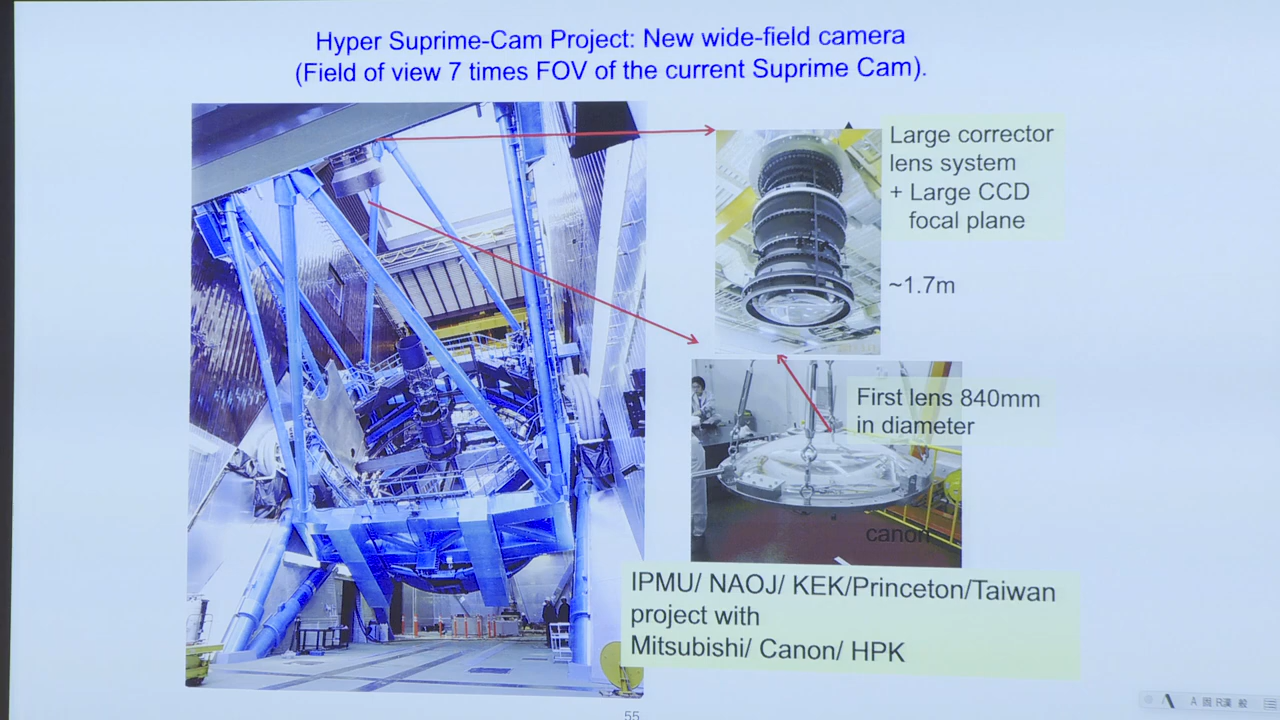 Hyper Suprime-Cam Project: New wide-field camera
(Field of view 7 times FOV of the current Suprime Cam).
Large corrector
lens system
+ Large CCD
focal plane
~1.7m
First lens 840mm
in diameter
canon
IPMU/ NAOJ/ KEK/Princeton/Taiwan
project with
Mitsubishi/ Canon/ HPK
55